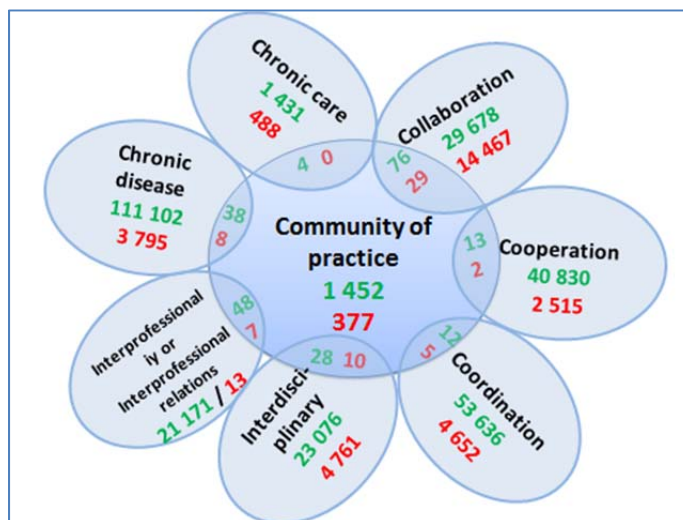 Chronic care
1 431
488
4 0
Collaboration
29 678
14 467
76
29
Chronic
disease
111 102
3 795
38
8
Community of
practice
1 452
377
Cooperation
40 830
2 515
13
2
Interprofessional
iy or
Interprofessional
relations
21 171 / 13
48
7
Interdisci-
plinary
23 076
4 761
28 10
Coordination
53 636
4 652
12
5